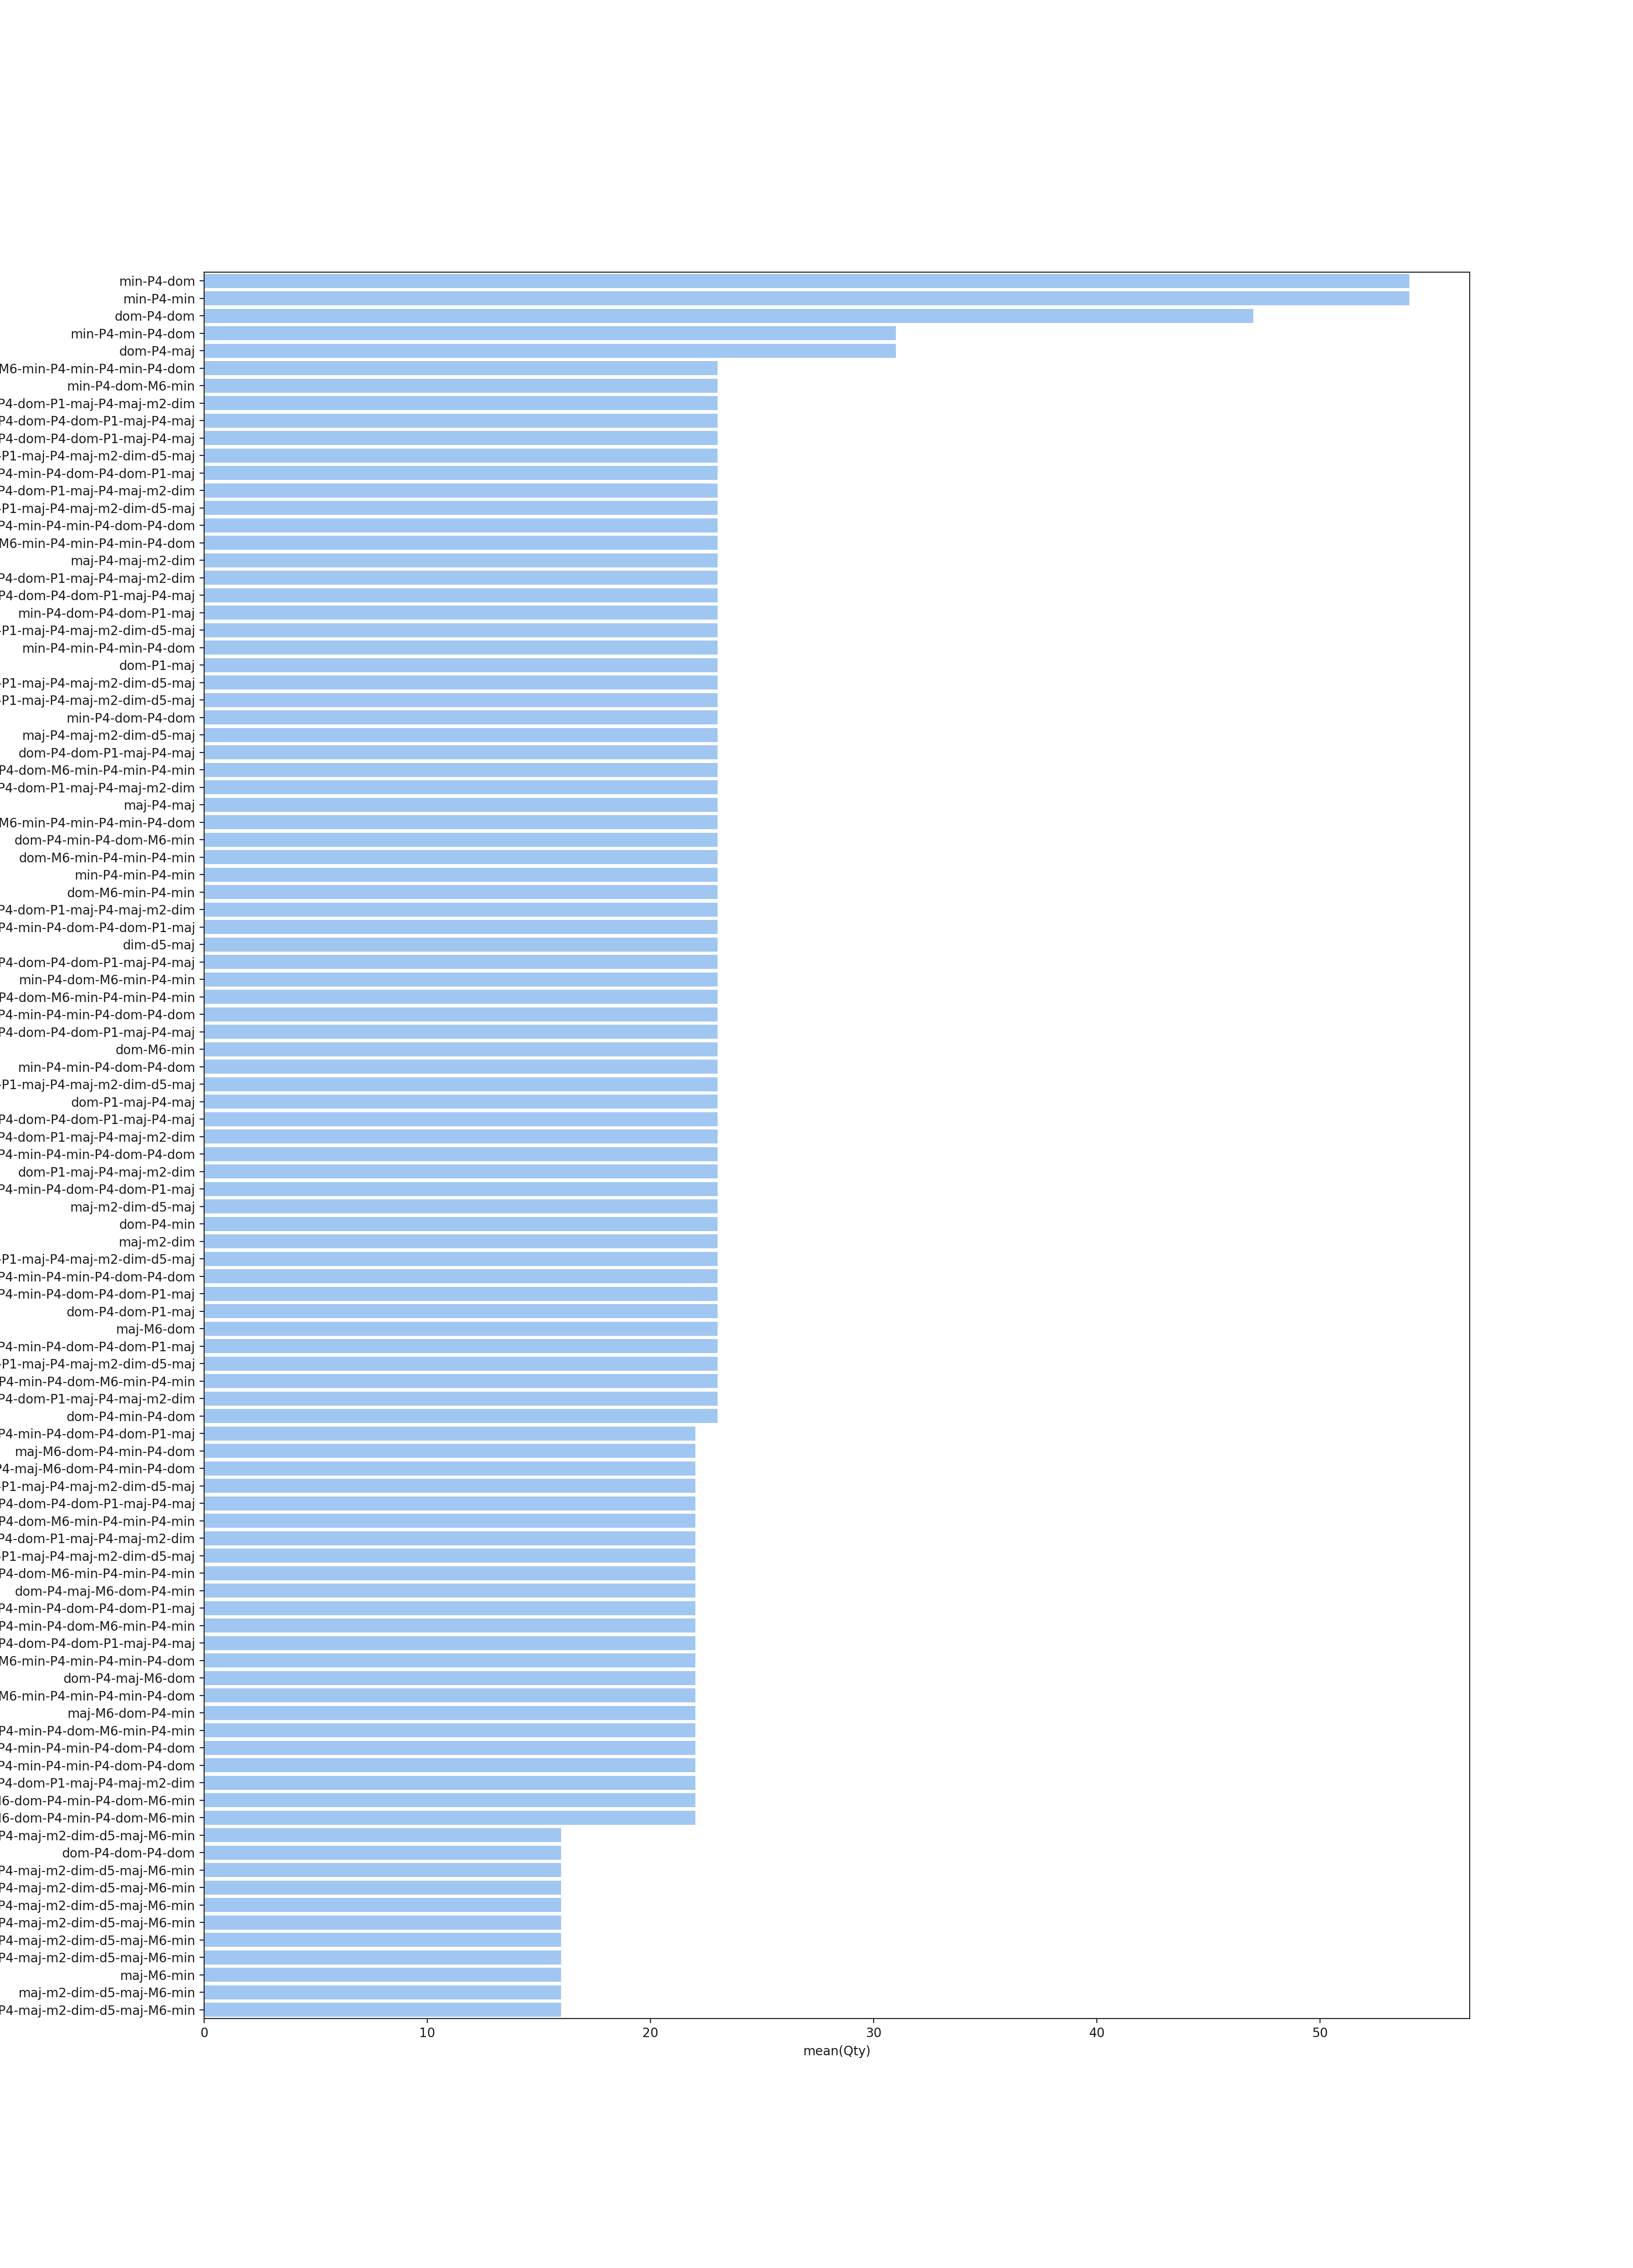 min-P4-dom
min-P4-min
dom-P4-dom
min-P4-min-P4-dom
dom-P4-maj
M6-min-P4-min-P4-min-P4-dom
min-P4-dom-M6-min
P4-dom-P1-maj-P4-maj-m2-dim
P4-dom-P4-dom-P1-maj-P4-maj
P4-dom-P4-dom-P1-maj-P4-maj
-P1-maj-P4-maj-m2-dim-d5-maj
P4-min-P4-dom-P4-dom-P1-maj
P4-dom-P1-maj-P4-maj-m2-dim
-P1-maj-P4-maj-m2-dim-d5-maj
P4-min-P4-min-P4-dom-P4-dom
M6-min-P4-min-P4-min-P4-dom
maj-P4-maj-m2-dim
P4-dom-P1-maj-P4-maj-m2-dim
P4-dom-P4-dom-P1-maj-P4-maj
min-P4-dom-P4-dom-P1-maj
-P1-maj-P4-maj-m2-dim-d5-maj
min-P4-min-P4-min-P4-dom
dom-P1-maj
-P1-maj-P4-maj-m2-dim-d5-maj
-P1-maj-P4-maj-m2-dim-d5-maj
min-P4-dom-P4-dom
maj-P4-maj-m2-dim-d5-maj
dom-P4-dom-P1-maj-P4-maj
P4-dom-M6-min-P4-min-P4-min
P4-dom-P1-maj-P4-maj-m2-dim
maj-P4-maj
M6-min-P4-min-P4-min-P4-dom
dom-P4-min-P4-dom-M6-min
dom-M6-min-P4-min-P4-min
min-P4-min-P4-min
dom-M6-min-P4-min
P4-dom-P1-maj-P4-maj-m2-dim
P4-min-P4-dom-P4-dom-P1-maj
dim-d5-maj
P4-dom-P4-dom-P1-maj-P4-maj
min-P4-dom-M6-min-P4-min
P4-dom-M6-min-P4-min-P4-min
P4-min-P4-min-P4-dom-P4-dom
P4-dom-P4-dom-P1-maj-P4-maj
dom-M6-min
min-P4-min-P4-dom-P4-dom
-P1-maj-P4-maj-m2-dim-d5-maj
dom-P1-maj-P4-maj
P4-dom-P4-dom-P1-maj-P4-maj
P4-dom-P1-maj-P4-maj-m2-dim
P4-min-P4-min-P4-dom-P4-dom
dom-P1-maj-P4-maj-m2-dim
P4-min-P4-dom-P4-dom-P1-maj
maj-m2-dim-d5-maj
dom-P4-min
maj-m2-dim
-P1-maj-P4-maj-m2-dim-d5-maj
P4-min-P4-min-P4-dom-P4-dom
P4-min-P4-dom-P4-dom-P1-maj
dom-P4-dom-P1-maj
maj-M6-dom
P4-min-P4-dom-P4-dom-P1-maj
-P1-maj-P4-maj-m2-dim-d5-maj
P4-min-P4-dom-M6-min-P4-min
P4-dom-P1-maj-P4-maj-m2-dim
dom-P4-min-P4-dom
P4-min-P4-dom-P4-dom-P1-maj
maj-M6-dom-P4-min-P4-dom
P4-maj-M6-dom-P4-min-P4-dom
-P1-maj-P4-maj-m2-dim-d5-maj
P4-dom-P4-dom-P1-maj-P4-maj
P4-dom-M6-min-P4-min-P4-min
P4-dom-P1-maj-P4-maj-m2-dim
-P1-maj-P4-maj-m2-dim-d5-maj
P4-dom-M6-min-P4-min-P4-min
dom-P4-maj-M6-dom-P4-min
P4-min-P4-dom-P4-dom-P1-maj
P4-min-P4-dom-M6-min-P4-min
P4-dom-P4-dom-P1-maj-P4-maj
M6-min-P4-min-P4-min-P4-dom
dom-P4-maj-M6-dom
M6-min-P4-min-P4-min-P4-dom
maj-M6-dom-P4-min
P4-min-P4-dom-M6-min-P4-min
P4-min-P4-min-P4-dom-P4-dom
P4-min-P4-min-P4-dom-P4-dom
P4-dom-P1-maj-P4-maj-m2-dim
M6-dom-P4-min-P4-dom-M6-min
M6-dom-P4-min-P4-dom-M6-min
P4-maj-m2-dim-d5-maj-M6-min
dom-P4-dom-P4-dom
P4-maj-m2-dim-d5-maj-M6-min
P4-maj-m2-dim-d5-maj-M6-min
P4-maj-m2-dim-d5-maj-M6-min
P4-maj-m2-dim-d5-maj-M6-min
P4-maj-m2-dim-d5-maj-M6-min
P4-maj-m2-dim-d5-maj-M6-min
maj-M6-min
maj-m2-dim-d5-maj-M6-min
P4-maj-m2-dim-d5-maj-M6-min
0 10 20 30 40 50
mean(Qty)